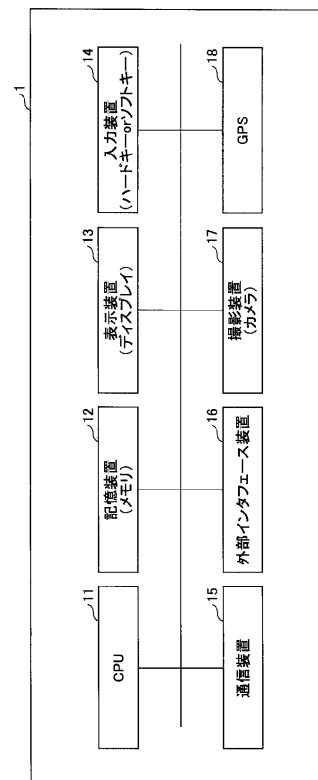 1
11
CPU
12
記憶装置
(メモリ)
13
表示装置
(ディスプレイ)
14
入力装置
(ハードキーorソフトキー)
15
通信装置
16
外部インタフェース装置
17
撮影装置
(カメラ)
18
GPS